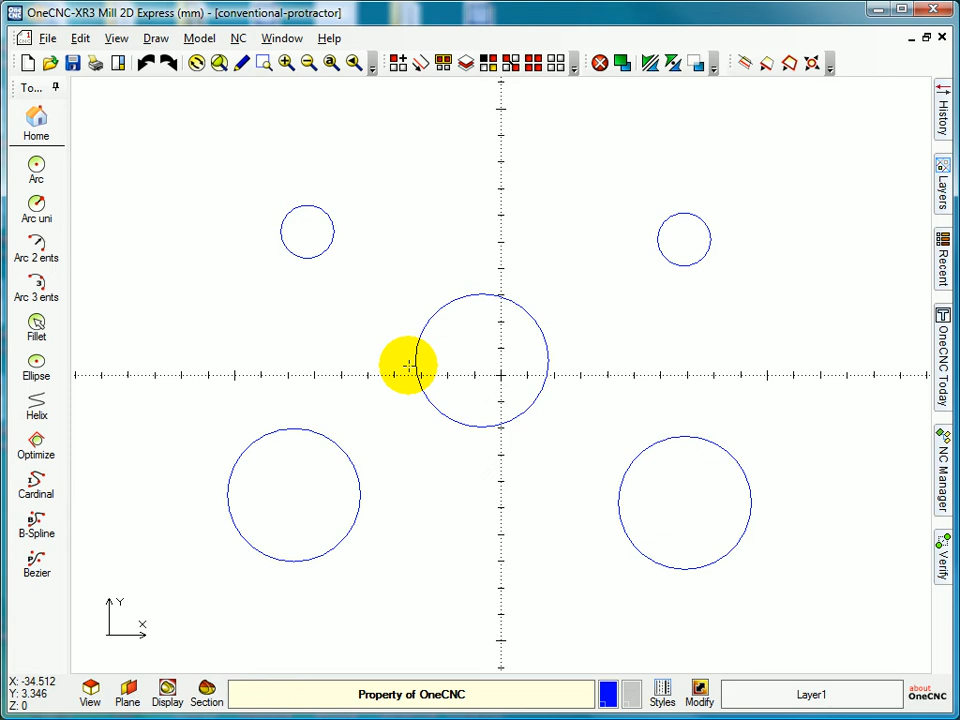 OneCNC-XR3 Mill 2D Express (mm) - [conventional-protractor]
File Edit View Draw Model NC Window Help
To...
Home
Arc
Arc uni
Arc 2 ents
3
Arc 3 ents
Fillet
Ellipse
Helix
Optimize
Cardinal
B
B-Spline
P
Bezier
History
Layers
Recent
OneCNC Today
NC Manager
Verify
Y
X
X: -34.512
Y: 3.346
Z: 0
View
Plane
Display
Section
Property of OneCNC
Styles
Modify
Layer1
about
OneCNC